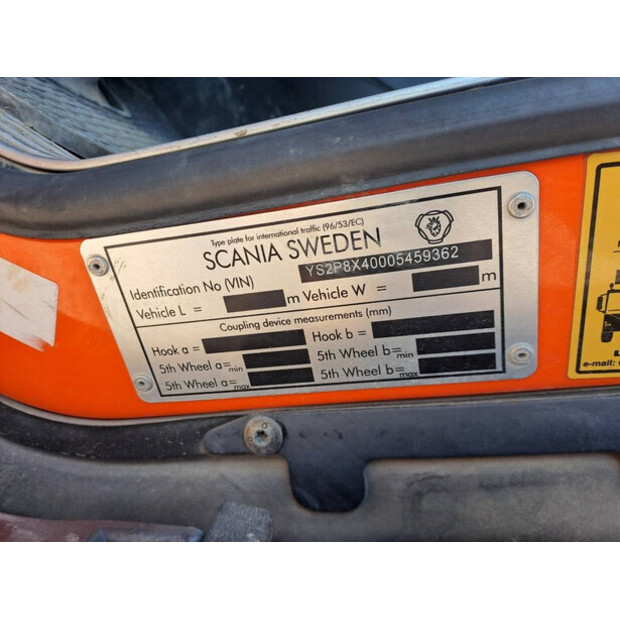 Type plate for international traffic (96/53/EC)
SCANIA SWEDEN
Identification No (VIN) YS2P8X40005459362
Vehicle L = m Vehicle W = m
Coupling device measurements (mm)
Hook a = Hook b =
5th Wheel a=min 5th Wheel b=min
5th Wheel a=max 5th Wheel b=max
e-mail: